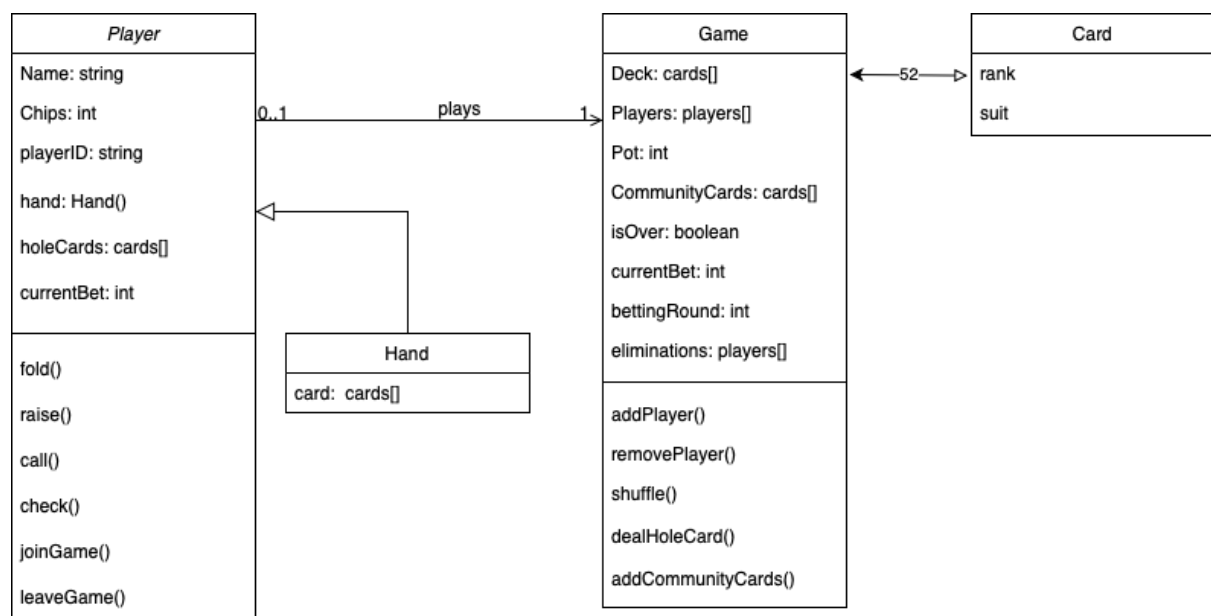 Player
Name: string
Chips: int
playerID: string
hand: Hand()
holeCards: cards[]
currentBet: int
fold()
raise()
call()
check()
joinGame()
leaveGame()
0..1
plays
1
Hand
card: cards[]
Game
Deck: cards[]
Players: players[]
Pot: int
CommunityCards: cards[]
isOver: boolean
currentBet: int
bettingRound: int
eliminations: players[]
addPlayer()
removePlayer()
shuffle()
dealHoleCard()
addCommunityCards()
52
Card
rank
suit